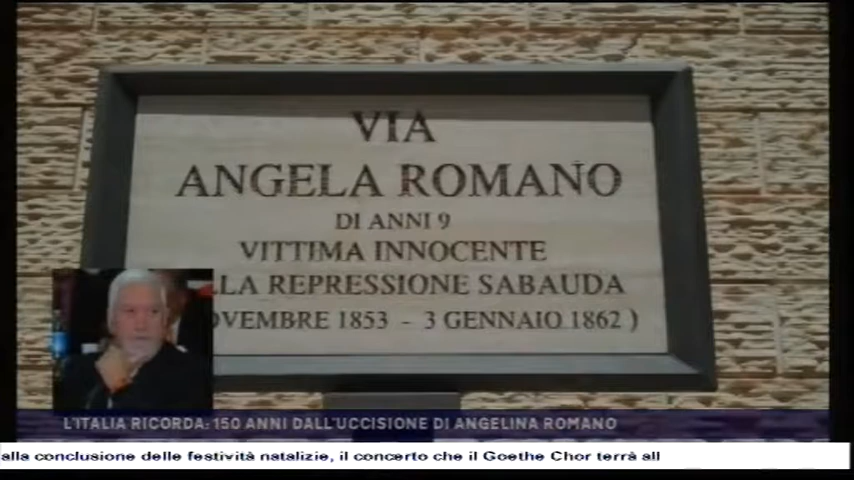 VIA
ANGELA ROMANO
DI ANNI 9
VITTIMA INNOCENTE
LLA REPRESSIONE SABAUDA
OVEMBRE 1853 - 3 GENNAIO 1862 )
L'ITALIA RICORDA: 150 ANNI DALL'UCCISIONE DI ANGELINA ROMANO
alla conclusione delle festività natalizie, il concerto che il Goethe Chor terrà all